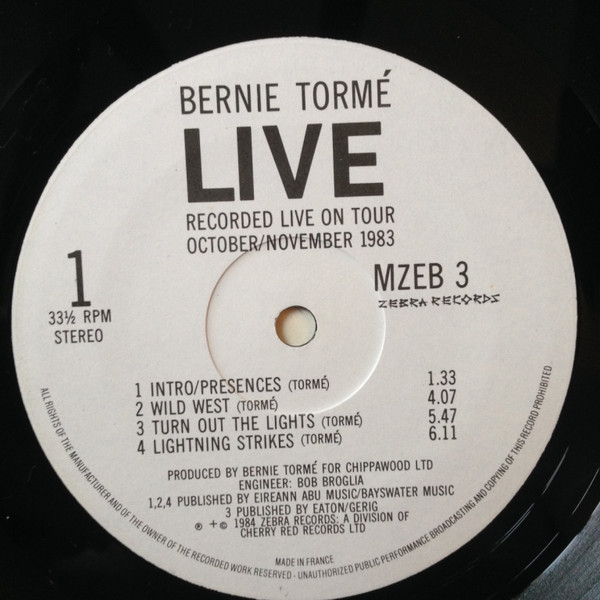 BERNIE TORMÉ
LIVE
RECORDED LIVE ON TOUR
OCTOBER/NOVEMBER 1983
1
33½ RPM
STEREO
MZEB 3
ZEBRA RECORDS
1 INTRO/PRESENCES (TORMÉ) 1.33
2 WILD WEST (TORMÉ) 4.07
3 TURN OUT THE LIGHTS (TORMÉ) 5.47
4 LIGHTNING STRIKES (TORMÉ) 6.11
PRODUCED BY BERNIE TORMÉ FOR CHIPPAWOOD LTD
ENGINEER: BOB BROGLIA
1,2,4 PUBLISHED BY EIREANN ABU MUSIC/BAYSWATER MUSIC
3 PUBLISHED BY EATON/GERIG
℗ + © 1984 ZEBRA RECORDS: A DIVISION OF
CHERRY RED RECORDS LTD
MADE IN FRANCE
ALL RIGHTS OF THE MANUFACTURER AND OF THE OWNER OF THE RECORDED WORK RESERVED - UNAUTHORIZED PUBLIC PERFORMANCE BROADCASTING AND COPYING OF THIS RECORD PROHIBITED